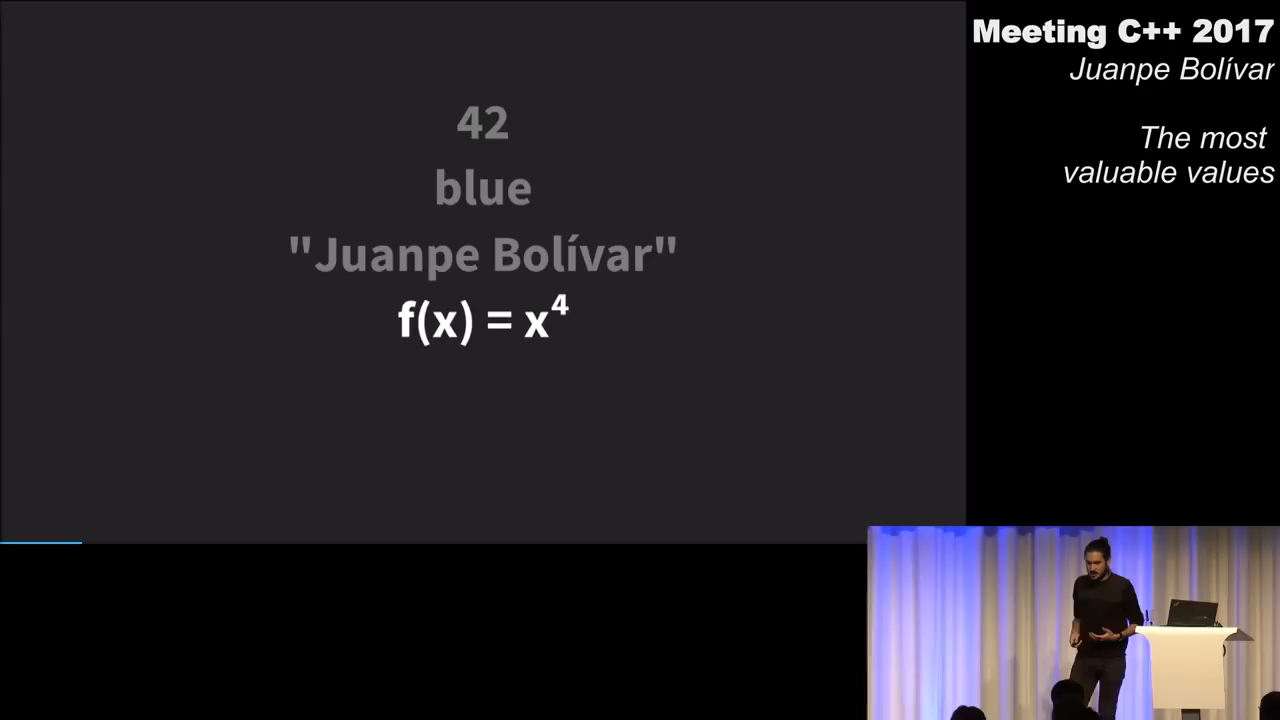 42
blue
"Juanpe Bolívar"
f(x) = x⁴
Meeting C++ 2017
Juanpe Bolívar
The most
valuable values